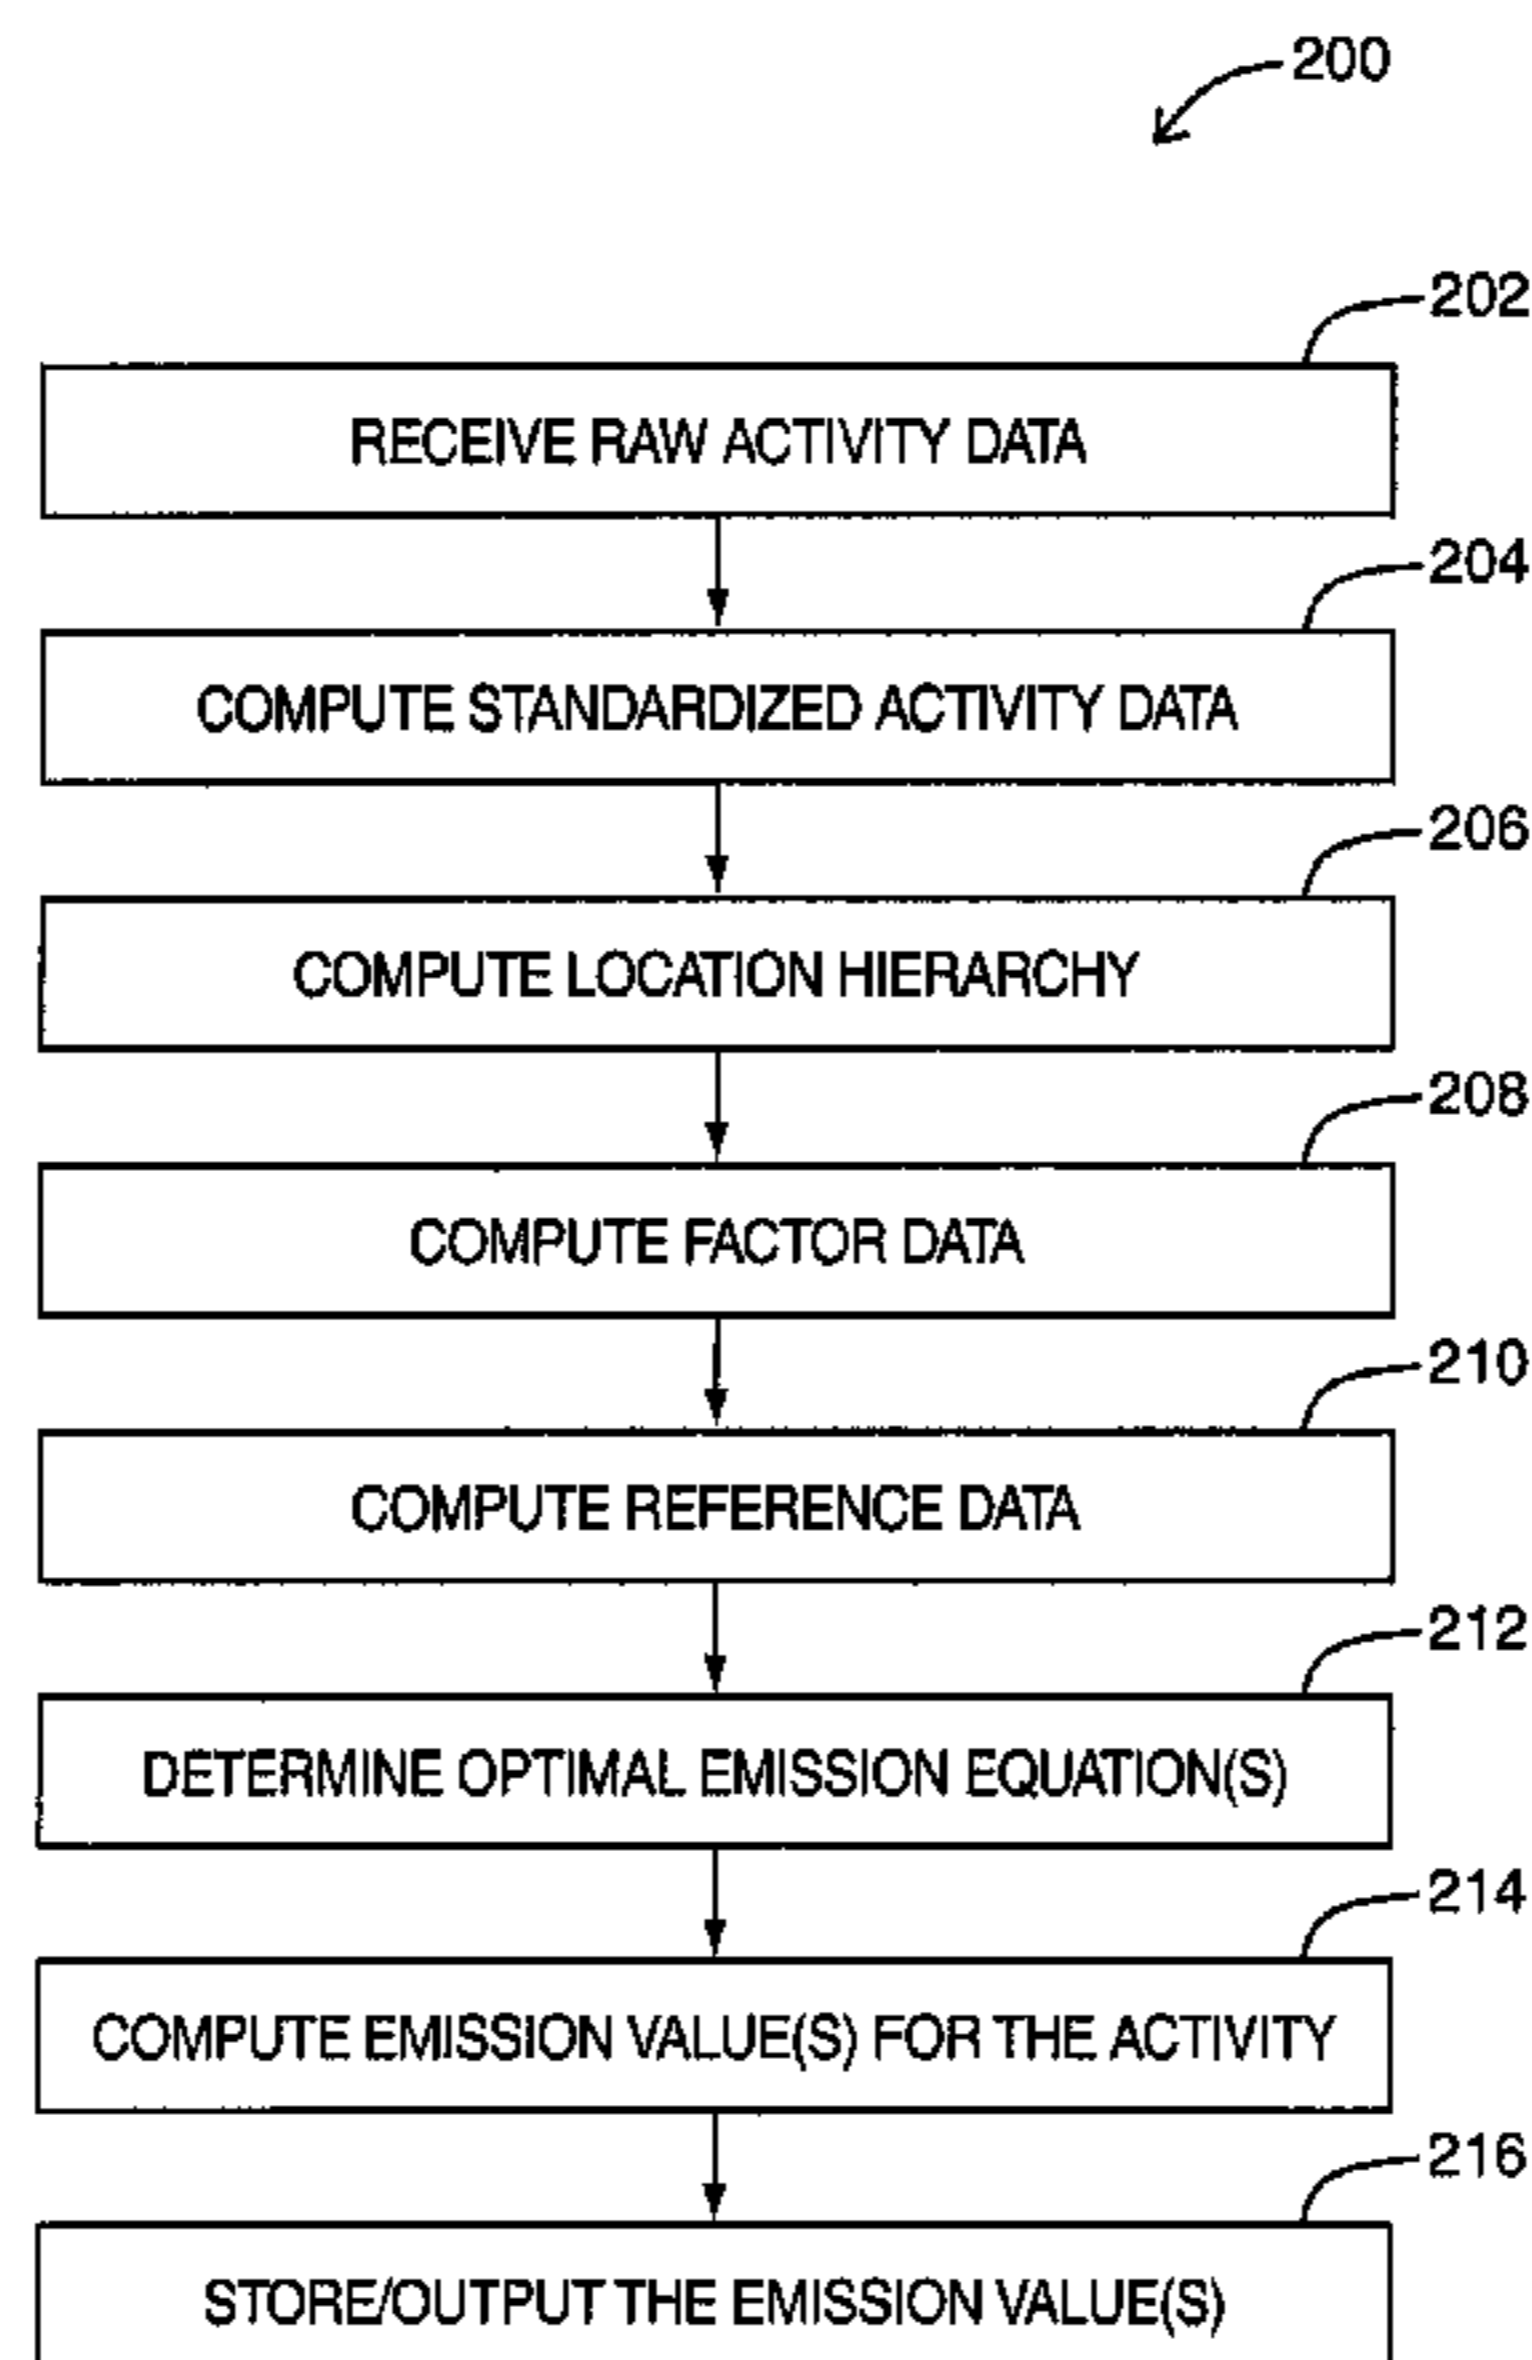 200
202
RECEIVE RAW ACTIVITY DATA
204
COMPUTE STANDARDIZED ACTIVITY DATA
206
COMPUTE LOCATION HIERARCHY
208
COMPUTE FACTOR DATA
210
COMPUTE REFERENCE DATA
212
DETERMINE OPTIMAL EMISSION EQUATION(S)
214
COMPUTE EMISSION VALUE(S) FOR THE ACTIVITY
216
STORE/OUTPUT THE EMISSION VALUE(S)